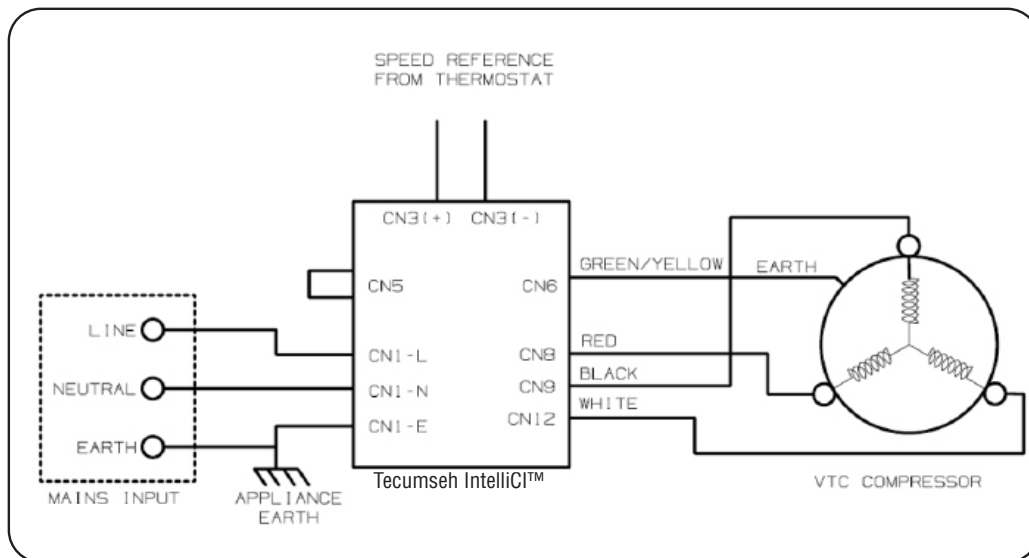 SPEED REFERENCE
FROM THERMOSTAT
CN3(+) CN3(-)
GREEN/YELLOW EARTH
CN5 CN6
LINE
RED
CN1-L CN8
BLACK
NEUTRAL CN1-N CN9
WHITE
CN12
EARTH CN1-E
Tecumseh IntelliCI™
VTC COMPRESSOR
MAINS INPUT APPLIANCE
EARTH